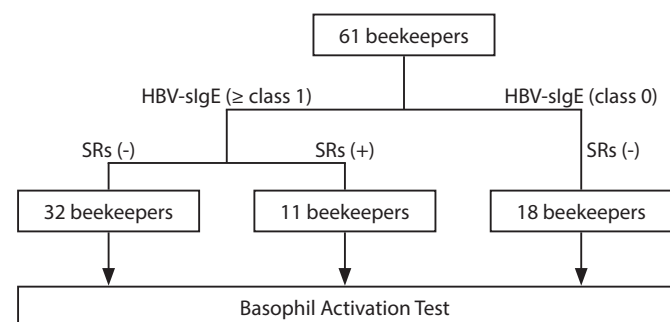 61 beekeepers
HBV-sIgE (≥ class 1)
HBV-sIgE (class 0)
SRs (-)
SRs (+)
SRs (-)
32 beekeepers
11 beekeepers
18 beekeepers
Basophil Activation Test